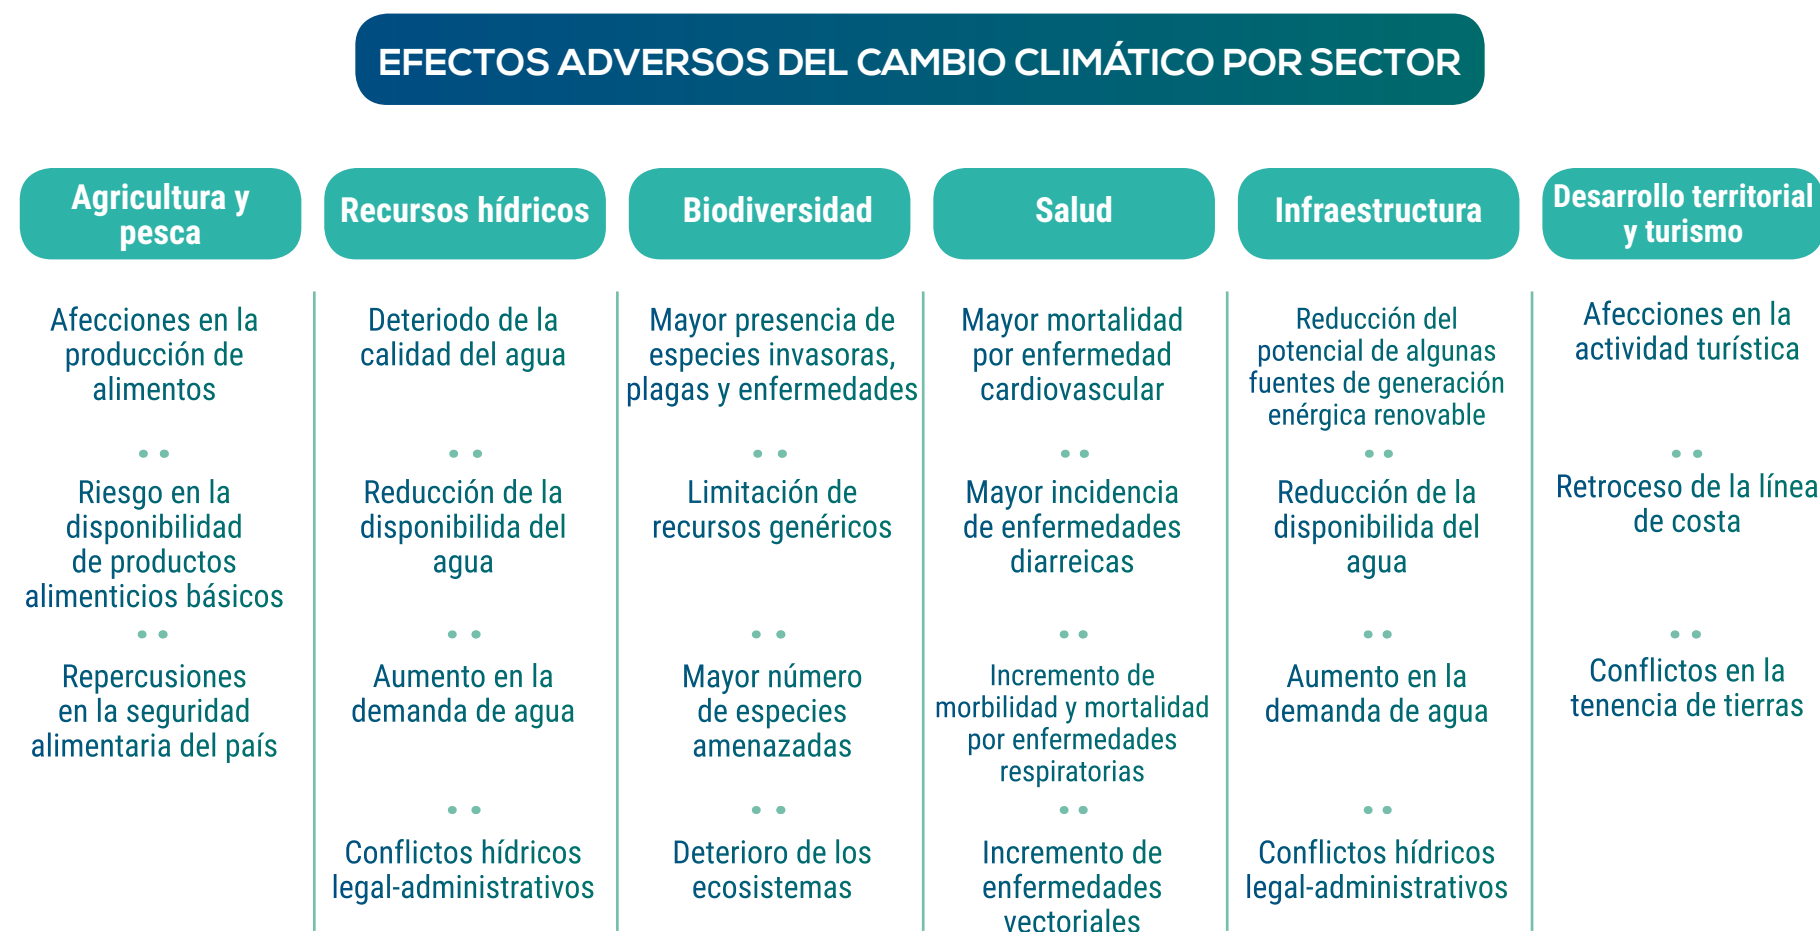 EFECTOS ADVERSOS DEL CAMBIO CLIMÁTICO POR SECTOR
Agricultura y
pesca
Afecciones en la
producción de
alimentos
Riesgo en la
disponibilidad
de productos
alimenticios básicos
Repercusiones
en la seguridad
alimentaria del país
Recursos hídricos
Deteriodo de la
calidad del agua
Reducción de la
disponibilida del
agua
Aumento en la
demanda de agua
Conflictos hídricos
legal-administrativos
Biodiversidad
Mayor presencia de
especies invasoras,
plagas y enfermedades
Limitación de
recursos genéricos
Mayor número
de especies
amenazadas
Deterioro de los
ecosistemas
Salud
Mayor mortalidad
por enfermedad
cardiovascular
Mayor incidencia
de enfermedades
diarreicas
Incremento de
morbilidad y mortalidad
por enfermedades
respiratorias
Incremento de
enfermedades
vectoriales
Infraestructura
Reducción del
potencial de algunas
fuentes de generación
enérgica renovable
Reducción de la
disponibilida del
agua
Aumento en la
demanda de agua
Conflictos hídricos
legal-administrativos
Desarrollo territorial
y turismo
Afecciones en la
actividad turística
Retroceso de la línea
de costa
Conflictos en la
tenencia de tierras